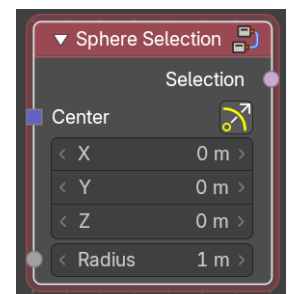 Sphere Selection
Selection
Center
X 0 m
Y 0 m
Z 0 m
Radius 1 m